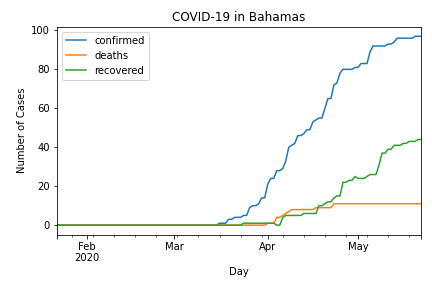 COVID-19 in Bahamas
confirmed
deaths
recovered
100
80
60
40
20
0
Number of Cases
Feb
2020
Mar
Apr
May
Day